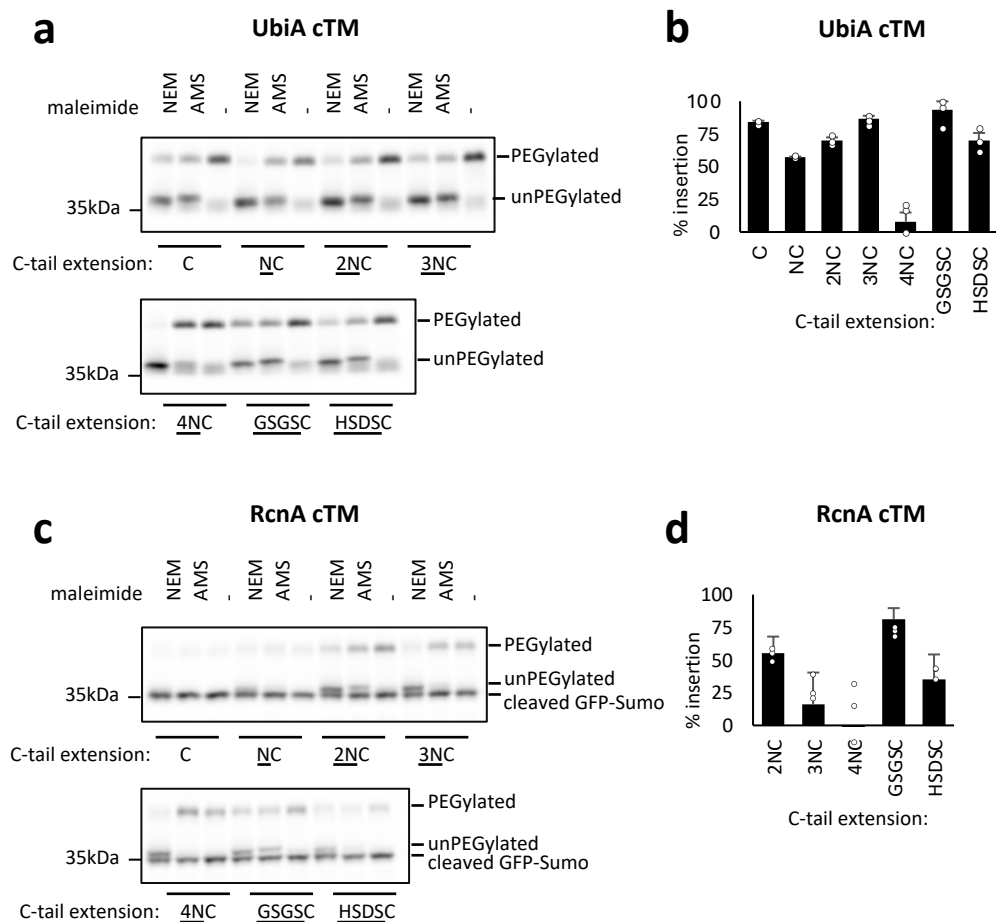 a
UbiA cTM
maleimide NEM AMS - NEM AMS - NEM AMS - NEM AMS -
PEGylated
unPEGylated
35kDa
C-tail extension: C NC 2NC 3NC
PEGylated
unPEGylated
35kDa
C-tail extension: 4NC GSGSC HSDSC
b
UbiA cTM
% insertion
100
75
50
25
0
C NC 2NC 3NC 4NC GSGSC HSDSC
C-tail extension:
c
RcnA cTM
maleimide NEM AMS - NEM AMS - NEM AMS - NEM AMS -
PEGylated
unPEGylated
35kDa
cleaved GFP-Sumo
C-tail extension: C NC 2NC 3NC
PEGylated
unPEGylated
35kDa
cleaved GFP-Sumo
C-tail extension: 4NC GSGSC HSDSC
d
RcnA cTM
% insertion
100
75
50
25
0
2NC 3NC 4NC GSGSC HSDSC
C-tail extension: